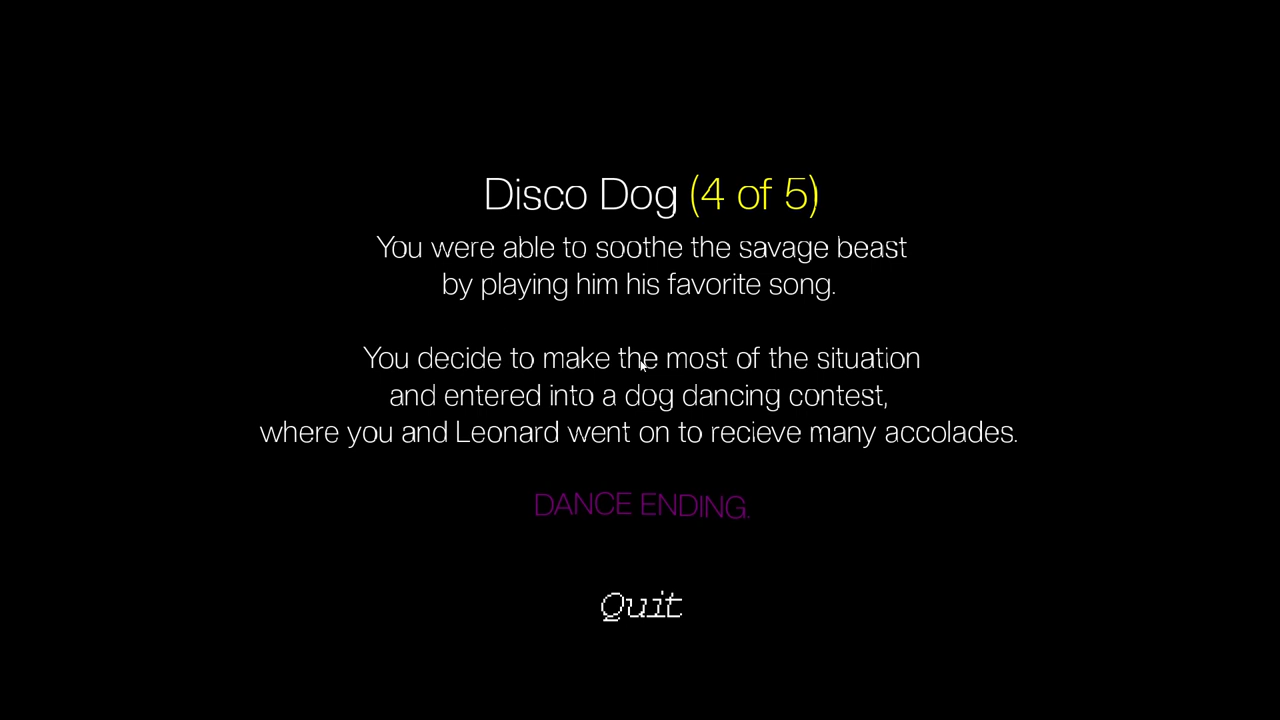 Disco Dog (4 of 5)
You were able to soothe the savage beast
by playing him his favorite song.
You decide to make the most of the situation
and entered into a dog dancing contest,
where you and Leonard went on to recieve many accolades.
DANCE ENDING.
Quit